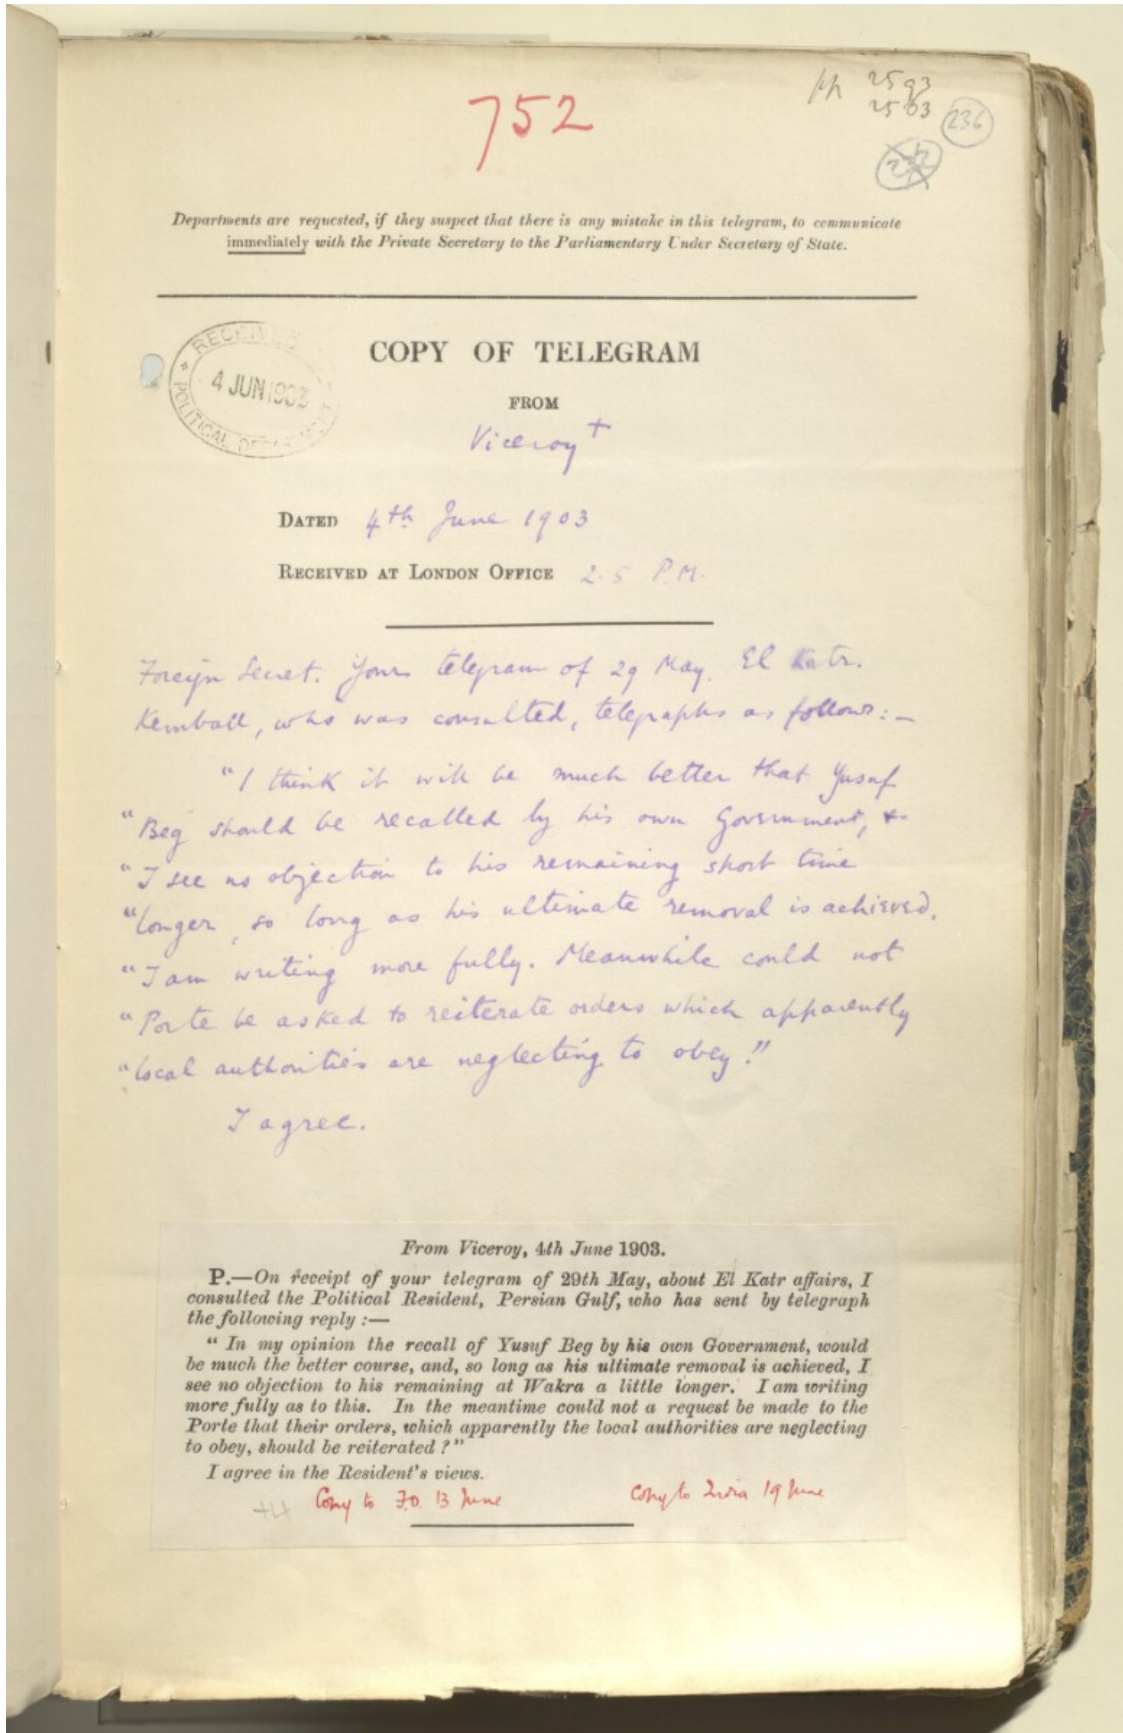 752
2593
2563
236
Departments are requested, if they suspect that there is any mistake in this telegram, to communicate
immediately with the Private Secretary to the Parliamentary Under Secretary of State.
RECEIVED
4 JUN 1903
POLITICAL DEPARTMENT
COPY OF TELEGRAM
FROM
Viceroy +
DATED 4th June 1903
RECEIVED AT LONDON OFFICE 2.5 P.M.
Foreign Secret. Yours telegram of 29 May. El Katr.
Kemball, who was consulted, telegraphs as follows:–
"I think it will be much better that Yusuf
"Beg should be recalled by his own Government, &
"I see no objection to his remaining short time
"longer, so long as his ultimate removal is achieved.
"I am writing more fully. Meanwhile could not
"Porte be asked to reiterate orders which apparently
"local authorities are neglecting to obey."
I agree.
From Viceroy, 4th June 1903.
P.—On receipt of your telegram of 29th May, about El Katr affairs, I
consulted the Political Resident, Persian Gulf, who has sent by telegraph
the following reply :—
" In my opinion the recall of Yusuf Beg by his own Government, would
be much the better course, and, so long as his ultimate removal is achieved, I
see no objection to his remaining at Wakra a little longer. I am writing
more fully as to this. In the meantime could not a request be made to the
Porte that their orders, which apparently the local authorities are neglecting
to obey, should be reiterated ?"
I agree in the Resident's views.
Copy to F.O. 13 June
Copy to India 19 June